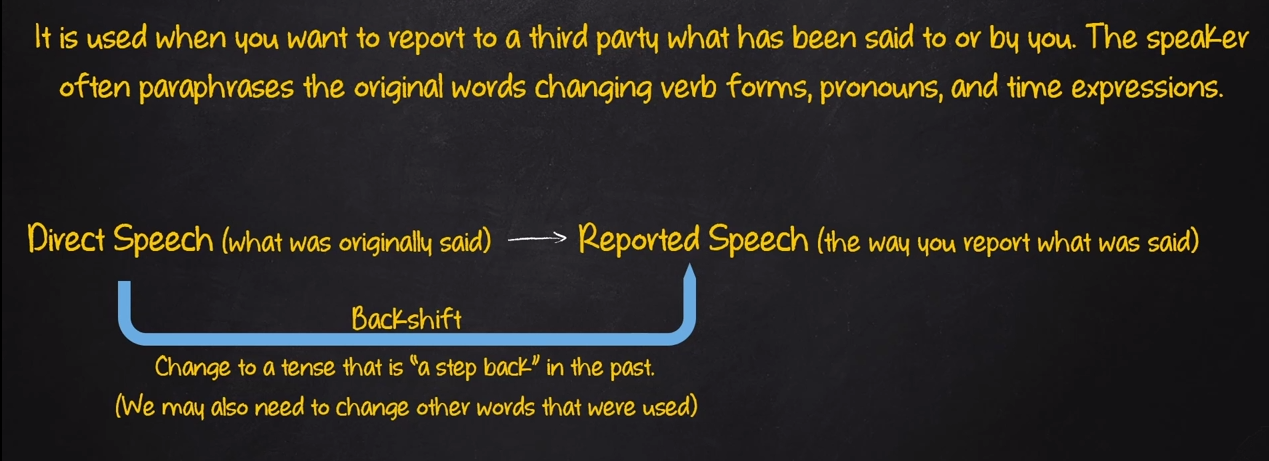 It is used when you want to report to a third party what has been said to or by you. The speaker
often paraphrases the original words changing verb forms, pronouns, and time expressions.
Direct Speech (what was originally said) → Reported Speech (the way you report what was said)
Backshift
Change to a tense that is "a step back" in the past.
(We may also need to change other words that were used)